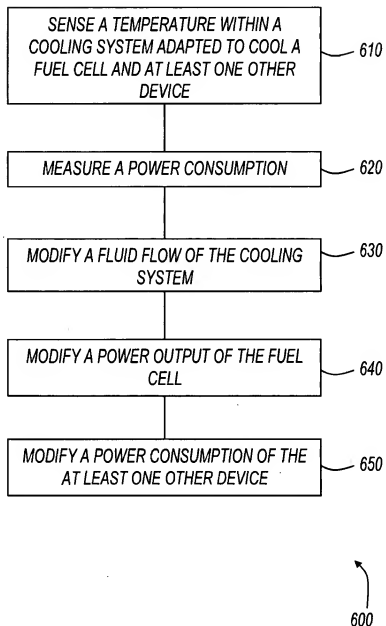 SENSE A TEMPERATURE WITHIN A
COOLING SYSTEM ADAPTED TO COOL A
FUEL CELL AND AT LEAST ONE OTHER
DEVICE
610
MEASURE A POWER CONSUMPTION
620
MODIFY A FLUID FLOW OF THE COOLING
SYSTEM
630
MODIFY A POWER OUTPUT OF THE FUEL
CELL
640
MODIFY A POWER CONSUMPTION OF THE
AT LEAST ONE OTHER DEVICE
650
600